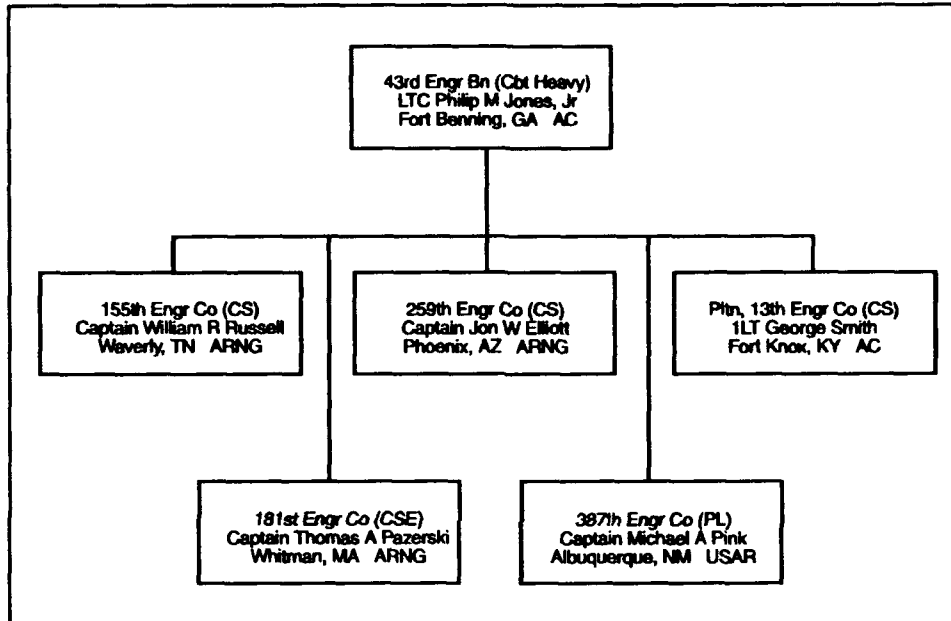 43rd Engr Bn (Cbt Heavy)
LTC Philip M Jones, Jr
Fort Benning, GA AC
155th Engr Co (CS)
Captain William R Russell
Waverly, TN ARNG
259th Engr Co (CS)
Captain Jon W Elliott
Phoenix, AZ ARNG
Pltn, 13th Engr Co (CS)
1LT George Smith
Fort Knox, KY AC
181st Engr Co (CSE)
Captain Thomas A Pazerski
Whitman, MA ARNG
387th Engr Co (PL)
Captain Michael A Pink
Albuquerque, NM USAR